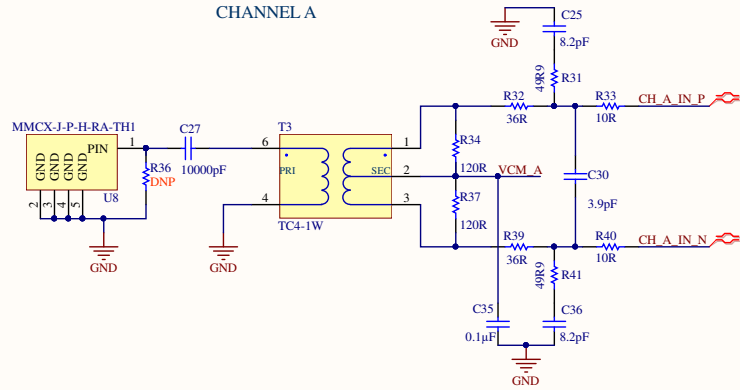 CHANNEL A
C25
8.2pF
GND
49R9
R31
R32
36R
R33
10R
CH_A_IN_P
MMCX-J-P-H-RA-TH1
PIN
1
GND
GND
GND
GND
2
3
4
5
U8
GND
R36
DNP
C27
10000pF
T3
6
PRI
4
1
SEC
2
3
TC4-1W
GND
R34
120R
VCM_A
R37
120R
C30
3.9pF
R39
36R
R40
10R
CH_A_IN_N
49R9
R41
C35
0.1µF
C36
8.2pF
GND